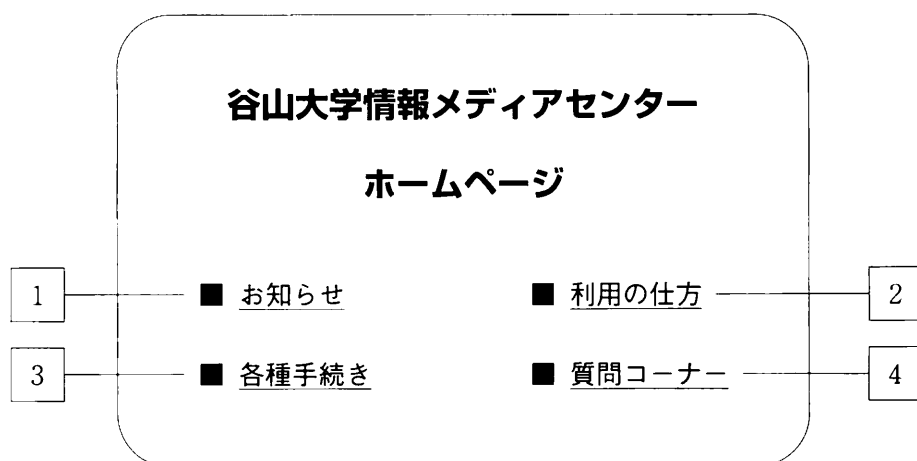 谷山大学情報メディアセンター
ホームページ
1 ■ お知らせ ■ 利用の仕方 2
3 ■ 各種手続き ■ 質問コーナー 4